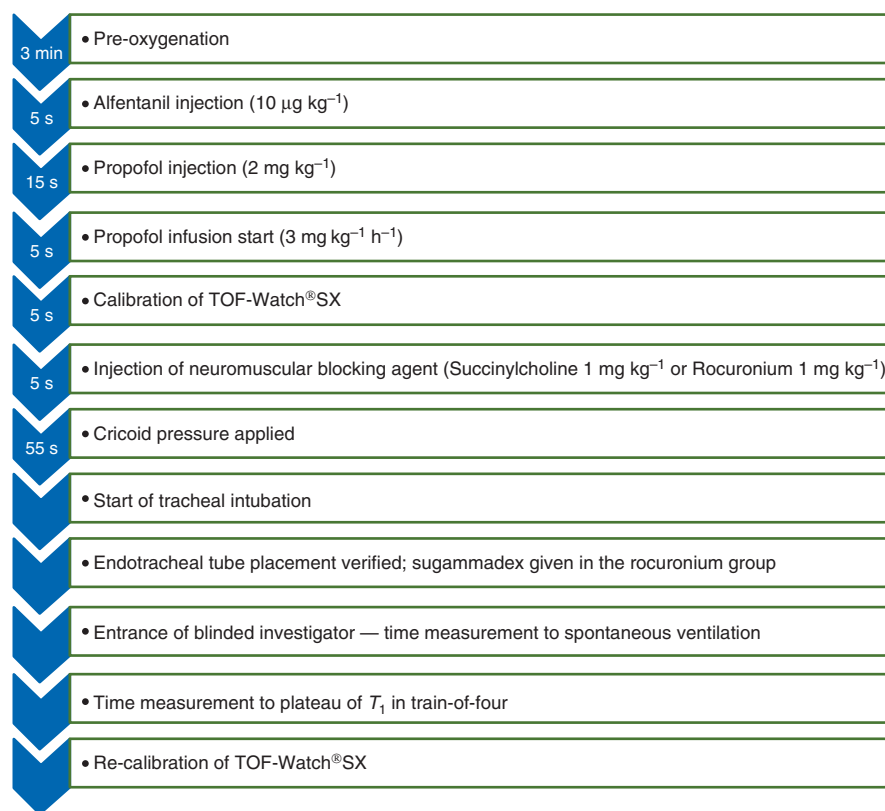 3 min
• Pre-oxygenation
5 s
• Alfentanil injection (10 μg kg⁻¹)
15 s
• Propofol injection (2 mg kg⁻¹)
5 s
• Propofol infusion start (3 mg kg⁻¹ h⁻¹)
5 s
• Calibration of TOF-Watch®SX
5 s
• Injection of neuromuscular blocking agent (Succinylcholine 1 mg kg⁻¹ or Rocuronium 1 mg kg⁻¹)
55 s
• Cricoid pressure applied
• Start of tracheal intubation
• Endotracheal tube placement verified; sugammadex given in the rocuronium group
• Entrance of blinded investigator — time measurement to spontaneous ventilation
• Time measurement to plateau of T₁ in train-of-four
• Re-calibration of TOF-Watch®SX